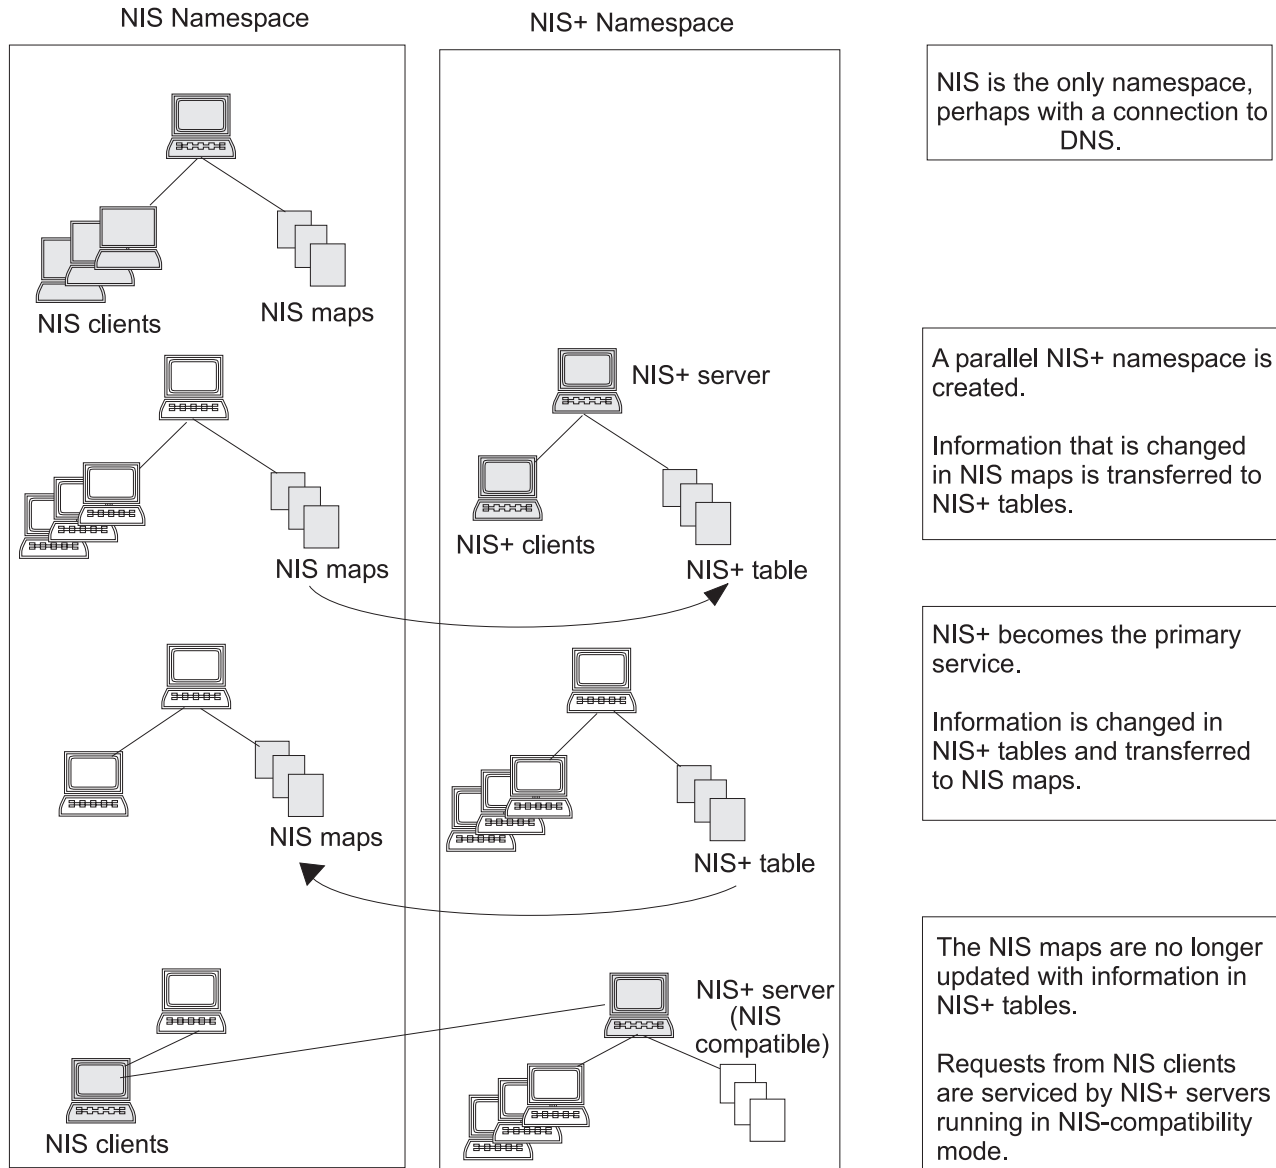 NIS Namespace
NIS+ Namespace
NIS is the only namespace,
perhaps with a connection to
DNS.
NIS clients
NIS maps
NIS+ server
A parallel NIS+ namespace is
created.
Information that is changed
in NIS maps is transferred to
NIS+ tables.
NIS maps
NIS+ clients
NIS+ table
NIS+ becomes the primary
service.
Information is changed in
NIS+ tables and transferred
to NIS maps.
NIS maps
NIS+ table
The NIS maps are no longer
updated with information in
NIS+ tables.
Requests from NIS clients
are serviced by NIS+ servers
running in NIS-compatibility
mode.
NIS+ server
(NIS
compatible)
NIS clients